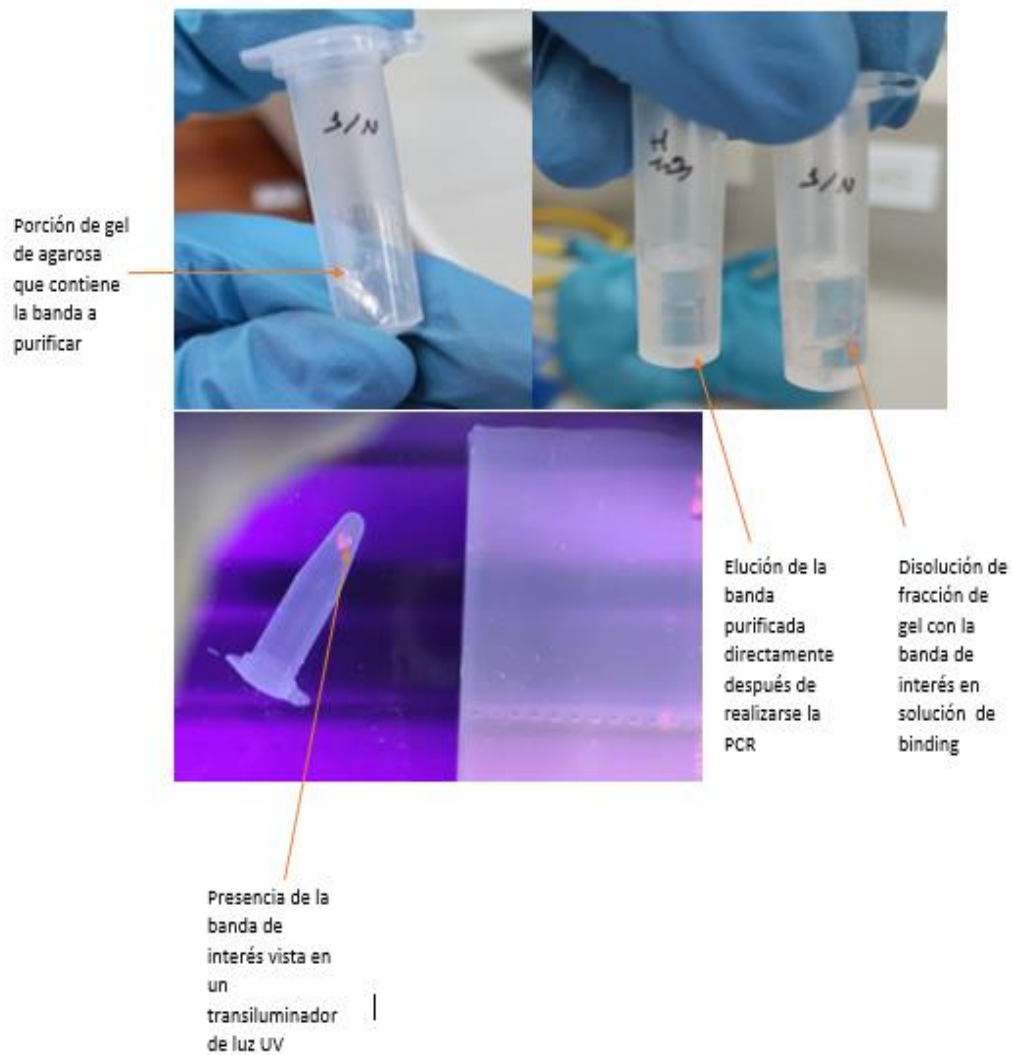 S/N
S/N
Porción de gel
de agarosa
que contiene
la banda a
purificar
Elución de la
banda
purificada
directamente
después de
realizarse la
PCR
Disolución de
fracción de
gel con la
banda de
interés en
solución de
binding
Presencia de la
banda de
interés vista en
un
transiluminador
de luz UV